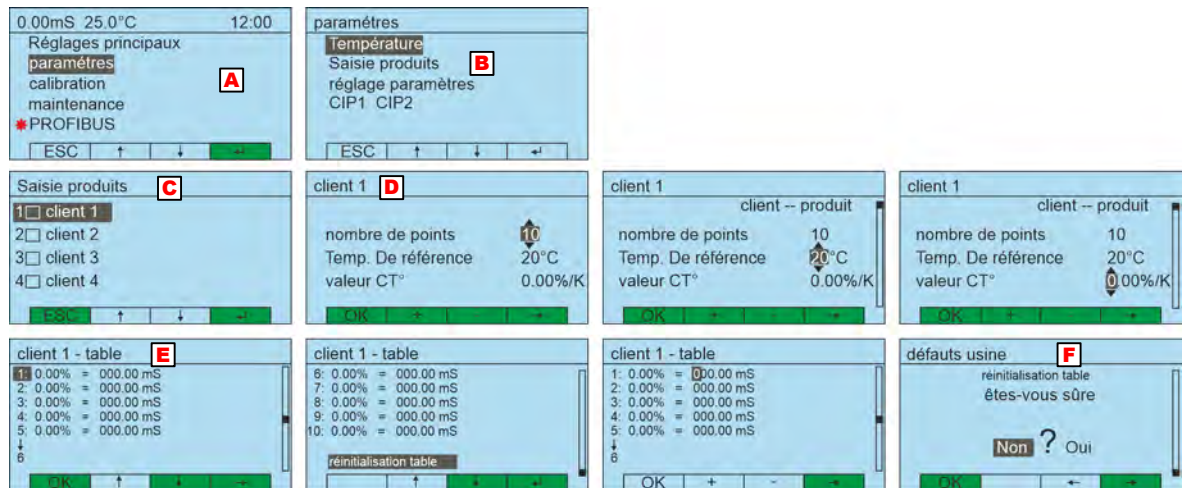 0.00mS 25.0°C 12:00
Réglages principaux
paramétres
calibration
maintenance
PROFIBUS
ESC ↑ ↓ ↵
A
paramétres
Température
Saisie produits
réglage paramètres
CIP1 CIP2
ESC ↑ ↓ ↵
B
Saisie produits
C
1 client 1
2 client 2
3 client 3
4 client 4
ESC ↑ ↓ ↵
client 1
D
nombre de points 10
Temp. De référence 20°C
valeur CT° 0.00%/K
OK + - →
client 1
client -- produit
nombre de points 10
Temp. De référence 20°C
valeur CT° 0.00%/K
OK + - →
client 1
client -- produit
nombre de points 10
Temp. De référence 20°C
valeur CT° 0.00%/K
OK + - →
client 1 - table
E
1: 0.00% = 000.00 mS
2: 0.00% = 000.00 mS
3: 0.00% = 000.00 mS
4: 0.00% = 000.00 mS
5: 0.00% = 000.00 mS
↓
6
OK ↑ ↓ →
client 1 - table
6: 0.00% = 000.00 mS
7: 0.00% = 000.00 mS
8: 0.00% = 000.00 mS
9: 0.00% = 000.00 mS
10: 0.00% = 000.00 mS
réinitialisation table
↑ ↓ ↵
client 1 - table
1: 0.00% = 000.00 mS
2: 0.00% = 000.00 mS
3: 0.00% = 000.00 mS
4: 0.00% = 000.00 mS
5: 0.00% = 000.00 mS
↓
6
OK + - →
défauts usine
F
réinitialisation table
êtes-vous sûre
Non ? Oui
OK ← →